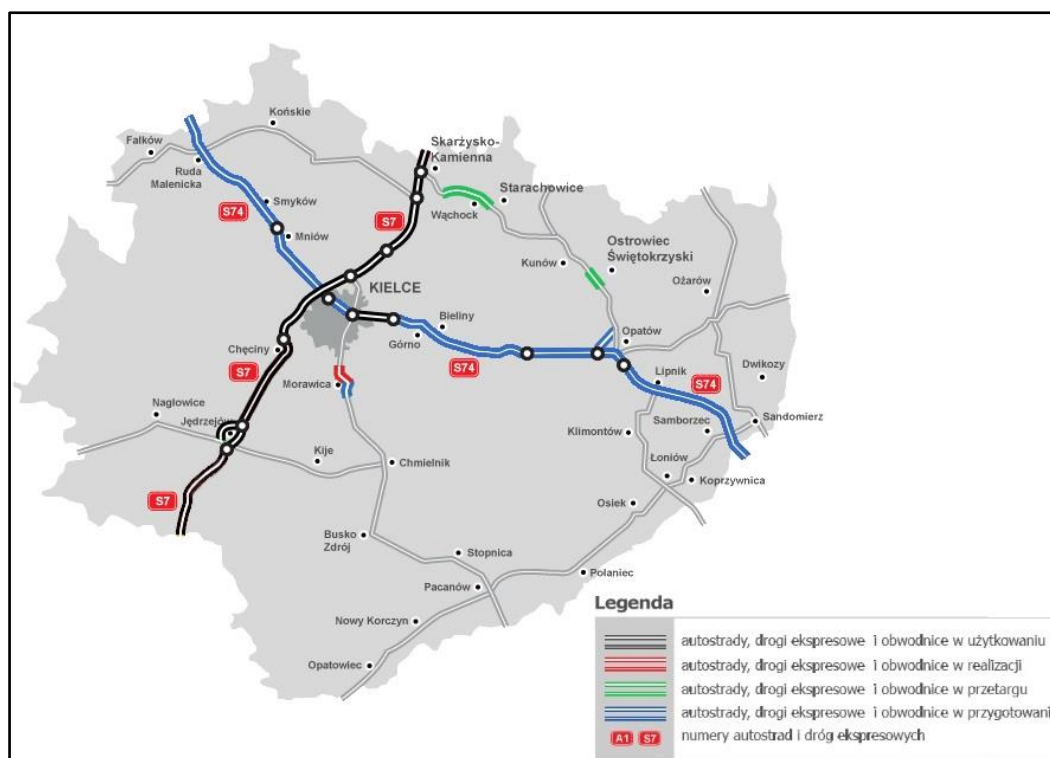 Końskie
Fałków
Skarżysko-
Kamienna
Ruda
Malenicka
Starachowice
Smyków
Wąchock
S74
S7
Mniów
Ostrowiec
Świętokrzyski
Kunów
Ożarów
KIELCE
Bieliny
Górno
Opatów
Chęciny
S74
Dwikozy
S7
Lipnik
S74
Morawica
Nagłowice
Jędrzejów
Samborzec
Sandomierz
Klimontów
Kije
Chmielnik
Łoniów
Koprzywnica
S7
Osiek
Busko
Zdrój
Stopnica
Połaniec
Pacanów
Nowy Korczyn
Opatowiec
Legenda
autostrady, drogi ekspresowe i obwodnice w użytkowaniu
autostrady, drogi ekspresowe i obwodnice w realizacji
autostrady, drogi ekspresowe i obwodnice w przetargu
autostrady, drogi ekspresowe i obwodnice w przygotowani
A1 S7 numery autostrad i dróg ekspresowych